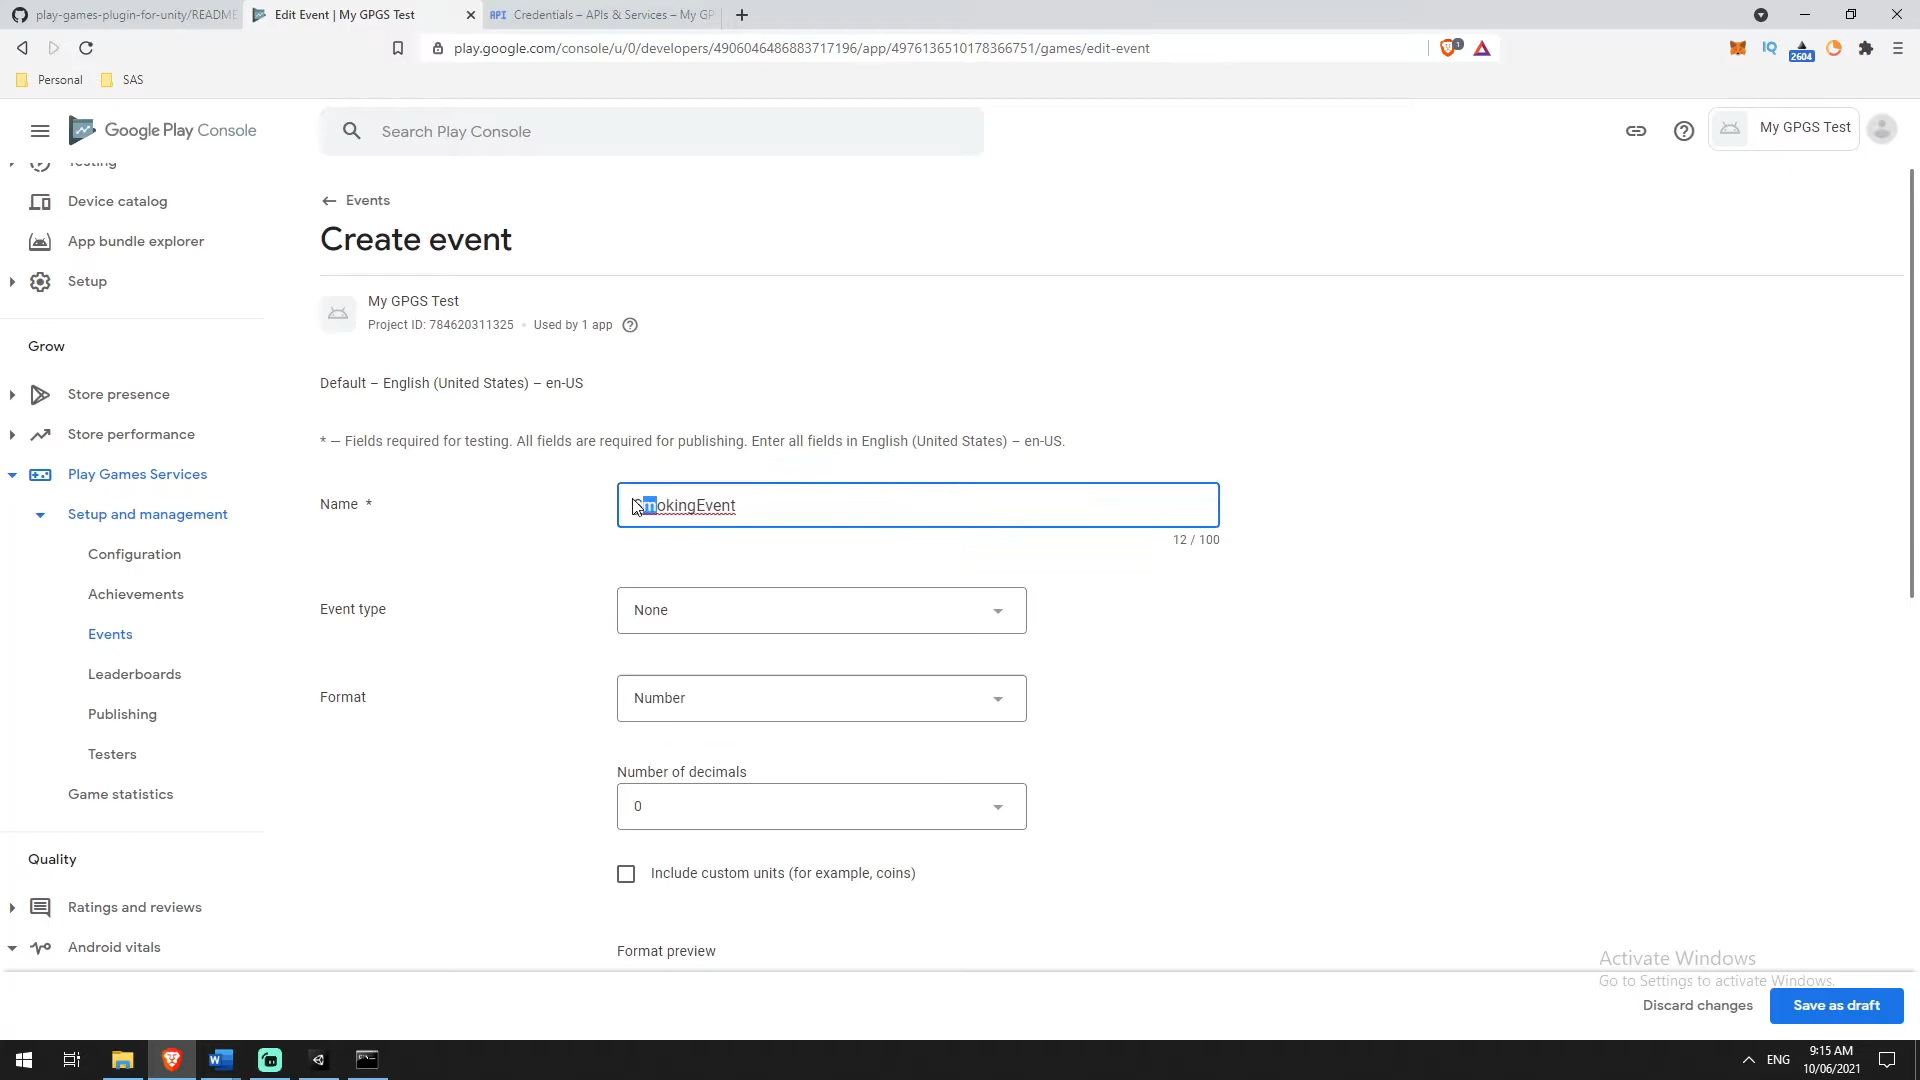 play-games-plugin-for-unity/README
Edit Event | My GPGS Test
API Credentials – APIs & Services – My GP
play.google.com/console/u/0/developers/4906046486883717196/app/4976136510178366751/games/edit-event
1
IQ
2604
Personal
SAS
Google Play Console
Search Play Console
My GPGS Test
Testing
Device catalog
App bundle explorer
Setup
Grow
Store presence
Store performance
Play Games Services
Setup and management
Configuration
Achievements
Events
Leaderboards
Publishing
Testers
Game statistics
Quality
Ratings and reviews
Android vitals
Events
Create event
My GPGS Test
Project ID: 784620311325 • Used by 1 app
Default – English (United States) – en-US
* — Fields required for testing. All fields are required for publishing. Enter all fields in English (United States) – en-US.
Name *
SmokingEvent
12 / 100
Event type
None
Format
Number
Number of decimals
0
Include custom units (for example, coins)
Format preview
Activate Windows
Go to Settings to activate Windows.
Discard changes
Save as draft
ENG
9:15 AM
10/06/2021